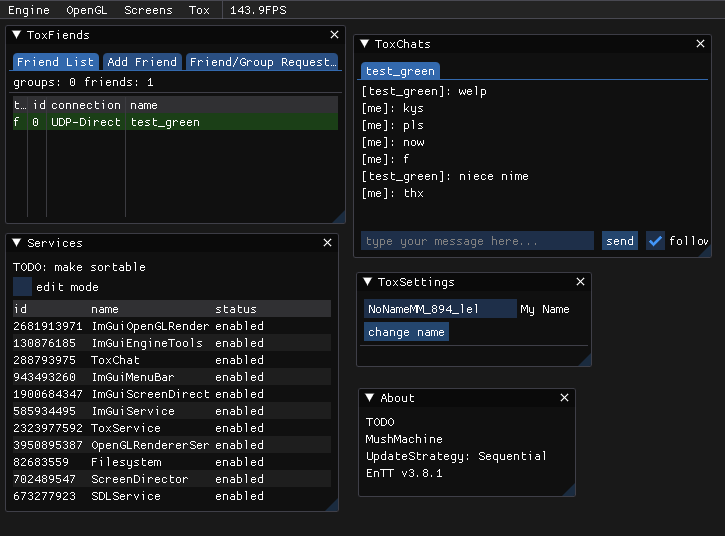 Engine OpenGL Screens Tox 143.9FPS
ToxFiends
Friend List Add Friend Friend/Group Request…
groups: 0 friends: 1
t… id connection name
f 0 UDP-Direct test_green
ToxChats
test_green
[test_green]: welp
[me]: kys
[me]: pls
[me]: now
[me]: f
[test_green]: niece nime
[me]: thx
type your message here... send follow
Services
TODO: make sortable
edit mode
id name status
2681913971 ImGuiOpenGLRender enabled
130876185 ImGuiEngineTools enabled
288793975 ToxChat enabled
943493260 ImGuiMenuBar enabled
1900684347 ImGuiScreenDirect enabled
585934495 ImGuiService enabled
2323977592 ToxService enabled
3950895387 OpenGLRendererSer enabled
82683559 Filesystem enabled
702489547 ScreenDirector enabled
673277923 SDLService enabled
ToxSettings
NoNameMM_894_lel My Name
change name
About
TODO
MushMachine
UpdateStrategy: Sequential
EnTT v3.8.1